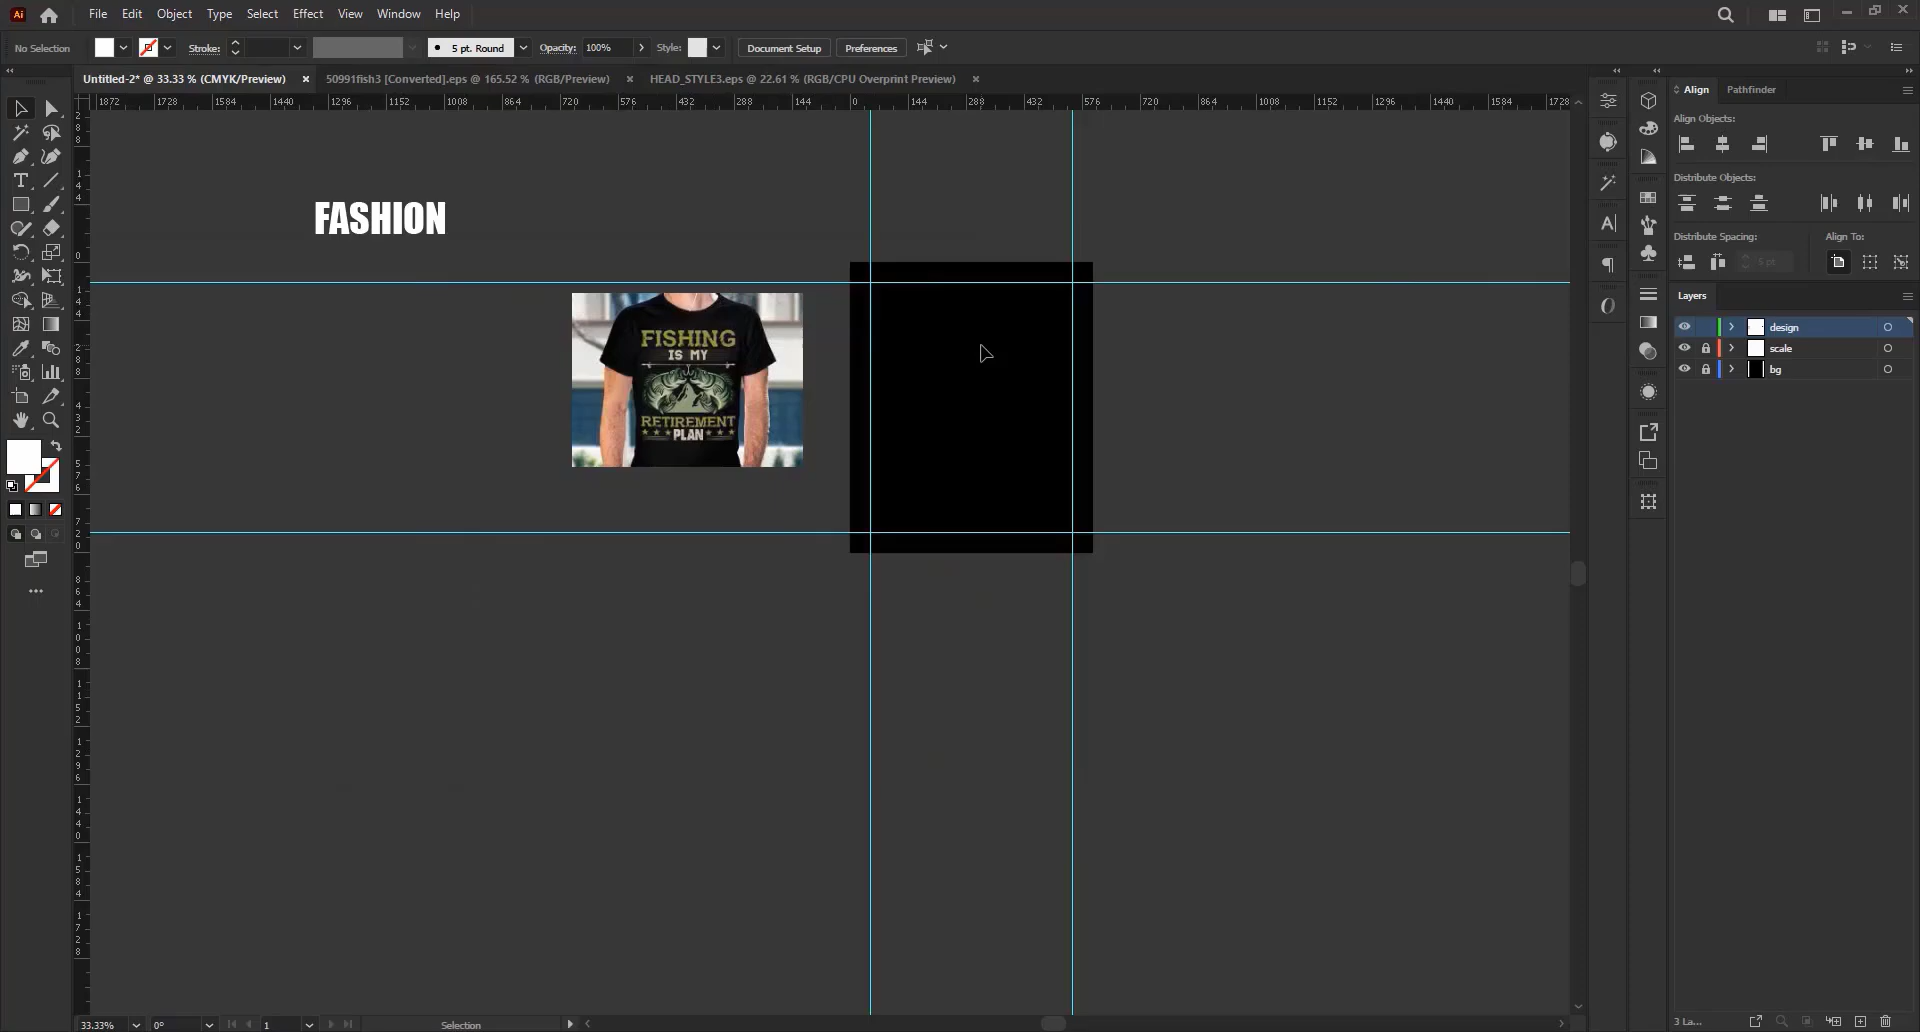 Ai File Edit Object Type Select Effect View Window Help
No Selection Stroke: 5 pt. Round Opacity: 100% Style: Document Setup Preferences
Untitled-2* @ 33.33 % (CMYK/Preview) × 50991fish3 [Converted].eps @ 165.52 % (RGB/Preview) × HEAD_STYLE3.eps @ 22.61 % (RGB/CPU Overprint Preview) ×
1872 1728 1584 1440 1296 1152 1008 864 720 576 432 288 144 0 144 288 432 576 720 864 1008 1152 1296 1440 1584 1728
FASHION
FISHING
IS MY
RETIREMENT
PLAN
Align Pathfinder
Align Objects:
Distribute Objects:
Distribute Spacing: Align To:
5 pt
Layers
design
scale
bg
3 La...
33.33% 0° 1 Selection